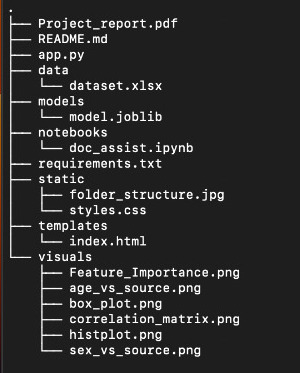 .
├── Project_report.pdf
├── README.md
├── app.py
├── data
│   └── dataset.xlsx
├── models
│   └── model.joblib
├── notebooks
│   └── doc_assist.ipynb
├── requirements.txt
├── static
│   ├── folder_structure.jpg
│   └── styles.css
├── templates
│   └── index.html
└── visuals
    ├── Feature_Importance.png
    ├── age_vs_source.png
    ├── box_plot.png
    ├── correlation_matrix.png
    ├── histplot.png
    └── sex_vs_source.png